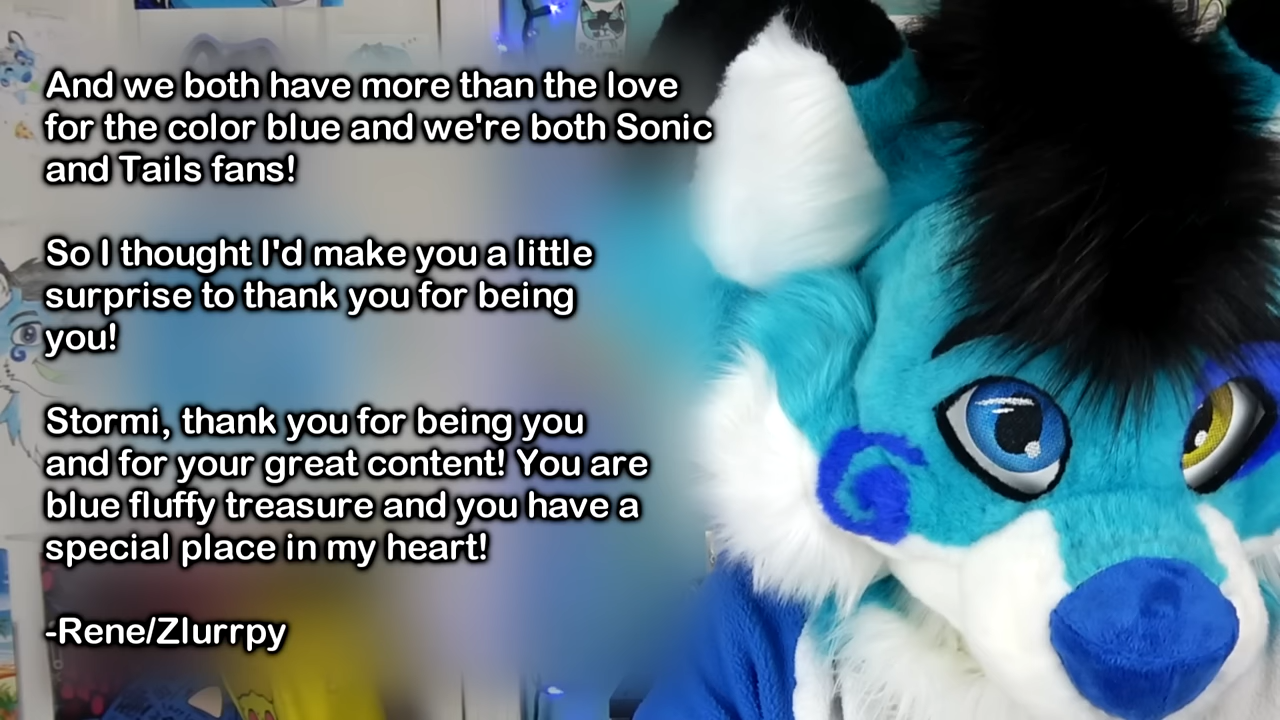 And we both have more than the love
for the color blue and we're both Sonic
and Tails fans!
So I thought I'd make you a little
surprise to thank you for being
you!
Stormi, thank you for being you
and for your great content! You are
blue fluffy treasure and you have a
special place in my heart!
-Rene/Zlurrpy